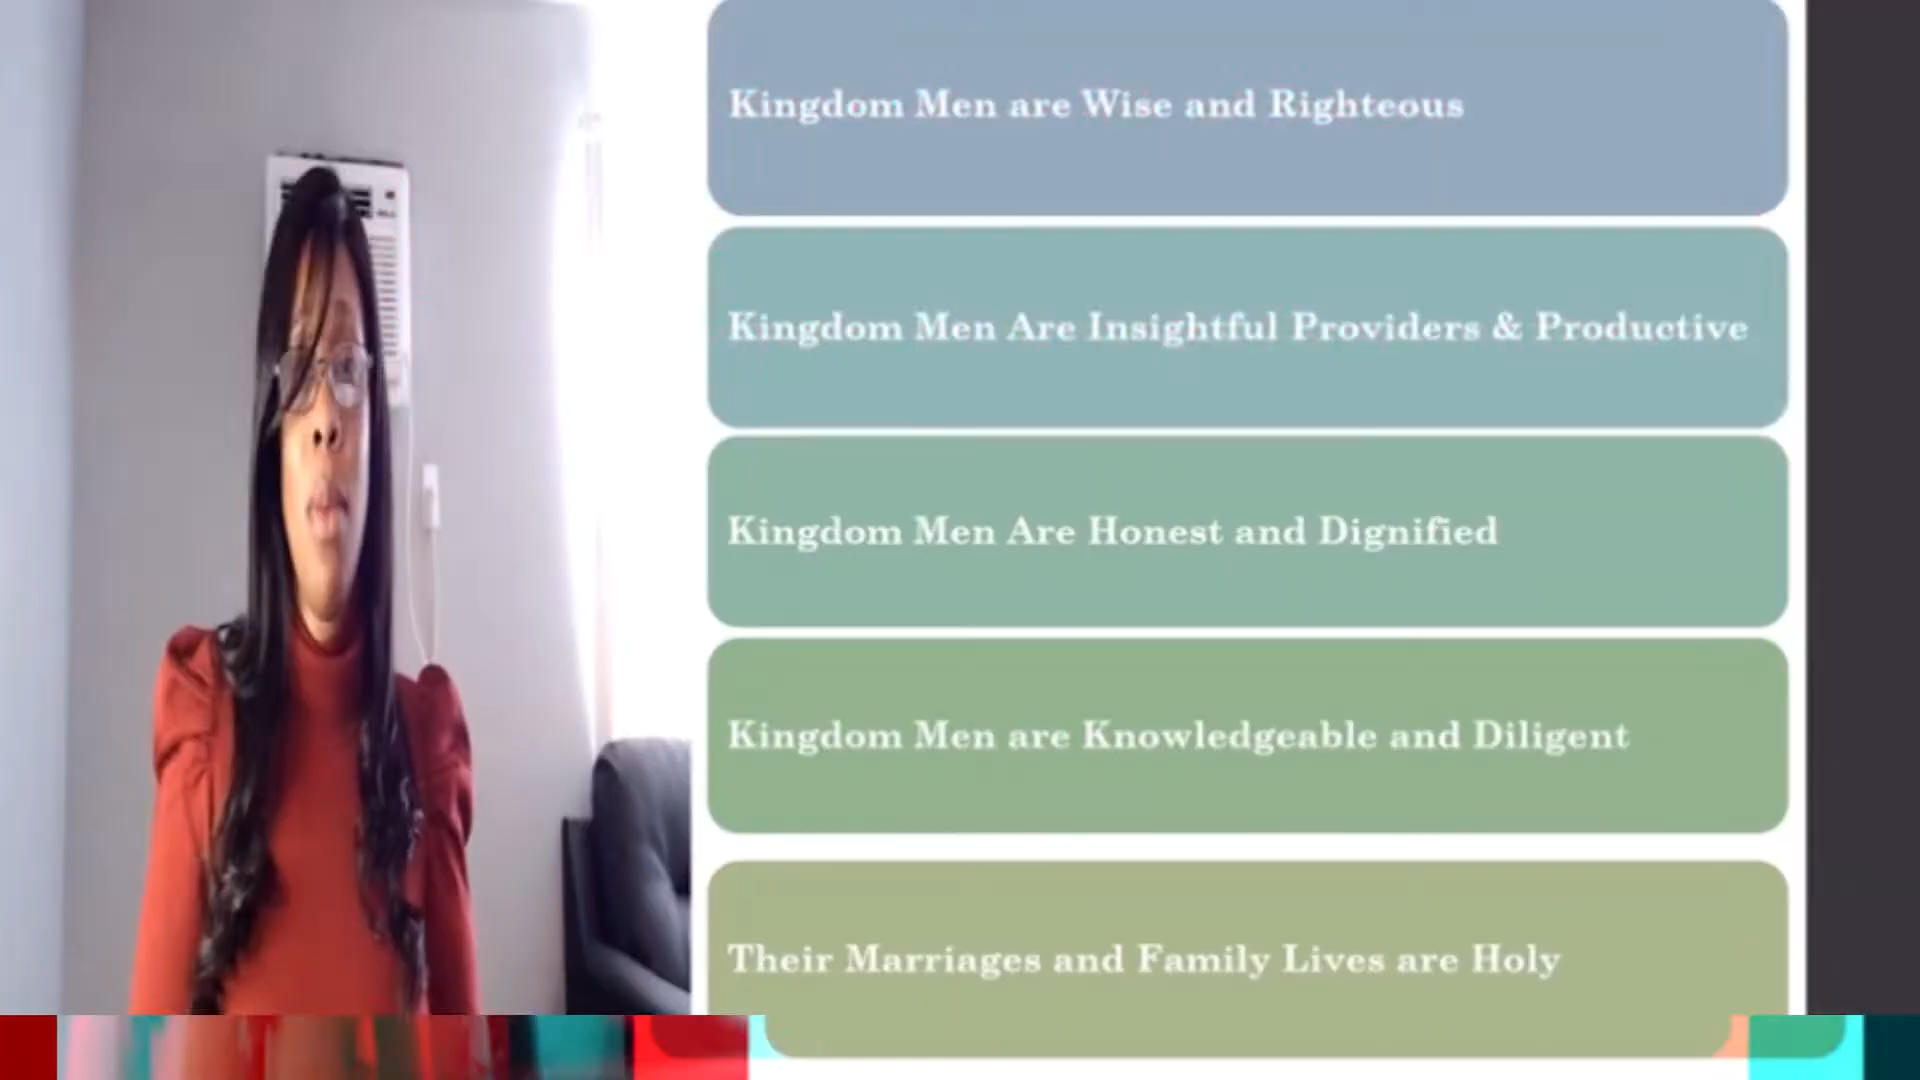 Kingdom Men are Wise and Righteous
Kingdom Men Are Insightful Providers & Productive
Kingdom Men Are Honest and Dignified
Kingdom Men are Knowledgeable and Diligent
Their Marriages and Family Lives are Holy